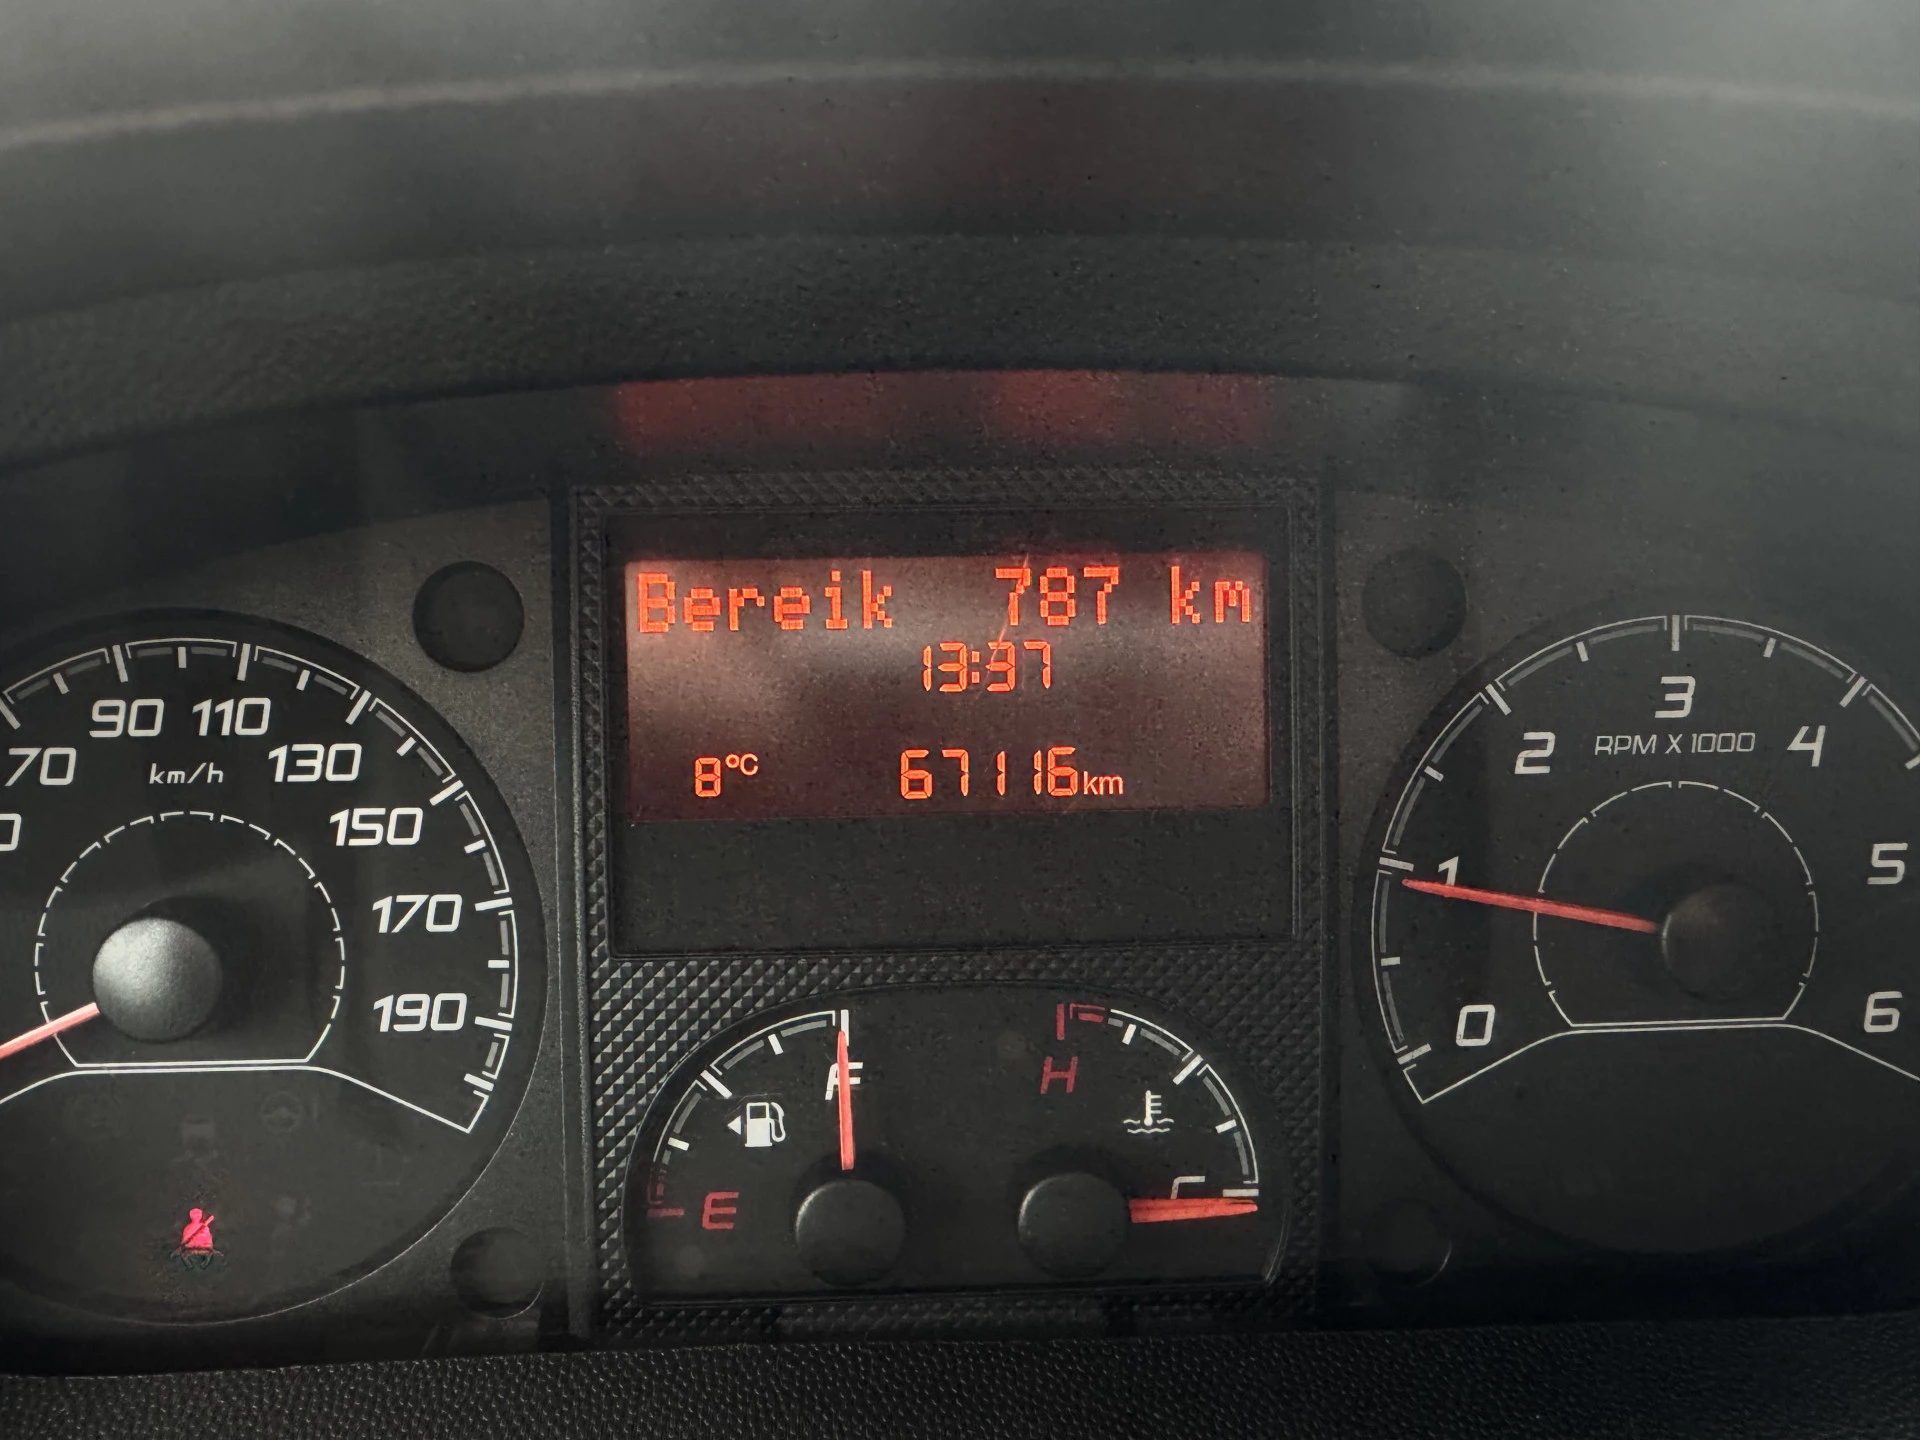 Bereik 787 km
13:37
8°C 67116km
70 90 110 130 150 170 190
km/h
0 1 2 3 4 5 6
RPM X 1000
E F
H C